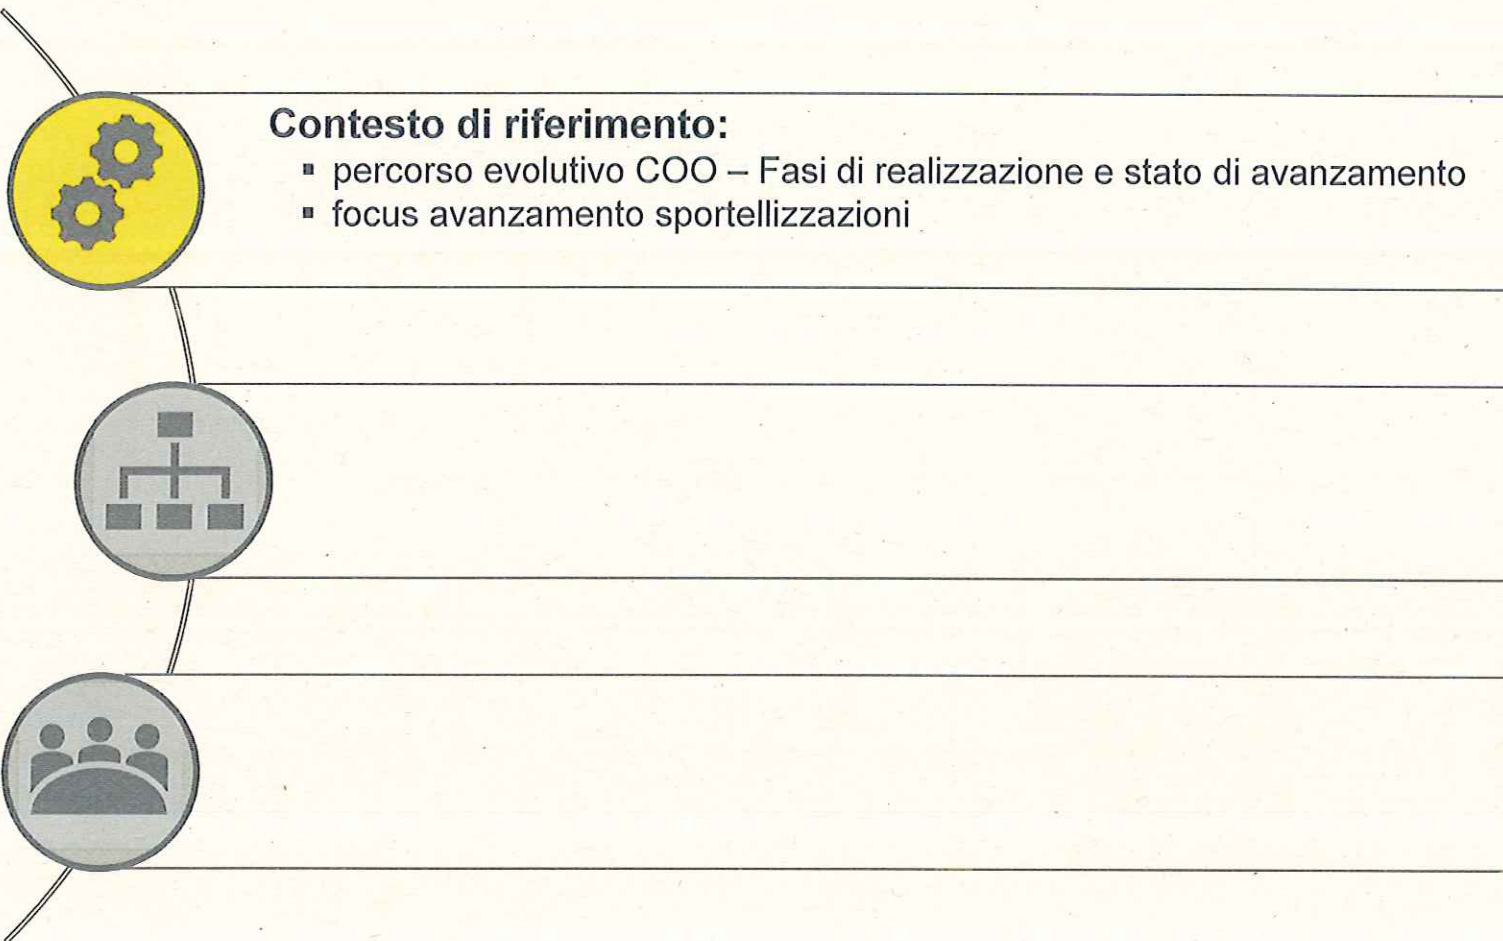 Contesto di riferimento:
▪ percorso evolutivo COO – Fasi di realizzazione e stato di avanzamento
▪ focus avanzamento sportellizzazioni